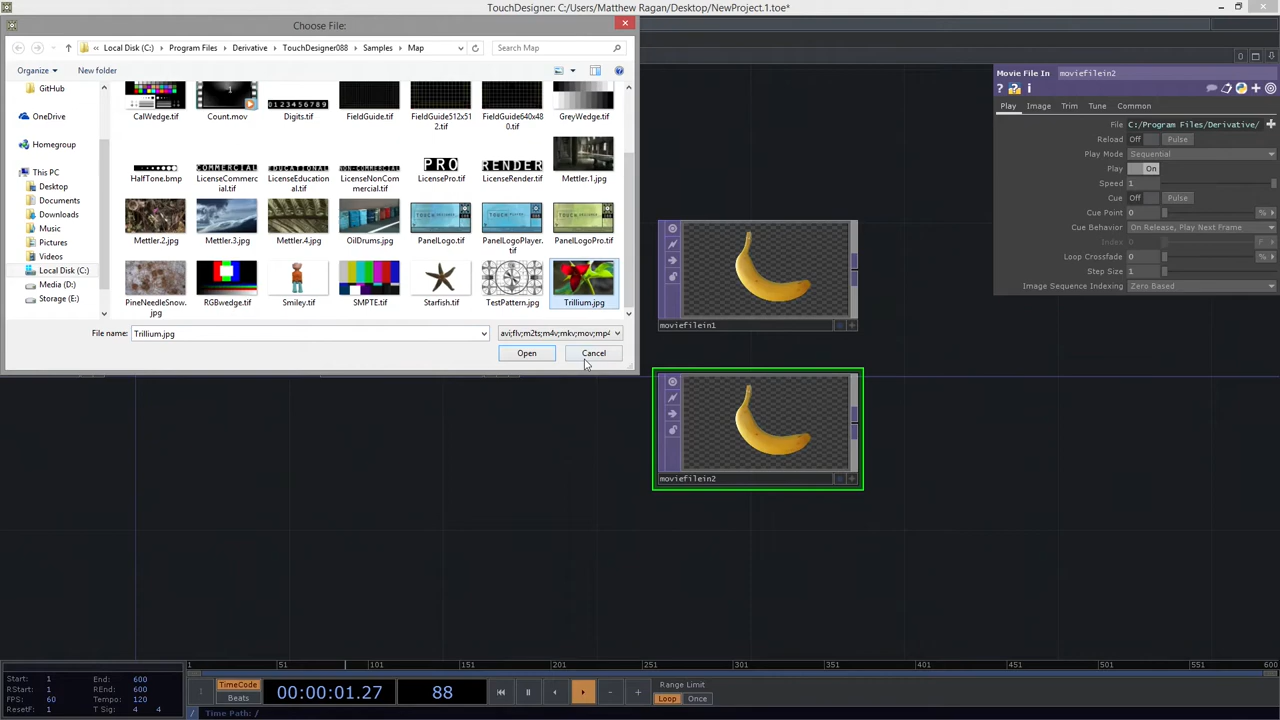 TouchDesigner: C:/Users/Matthew Ragan/Desktop/NewProject.1.toe*
Choose File:
« Local Disk (C:) Program Files Derivative TouchDesigner088 Samples Map
Search Map
Organize
New folder
GitHub
OneDrive
Homegroup
This PC
Desktop
Documents
Downloads
Music
Pictures
Videos
Local Disk (C:)
Media (D:)
Storage (E:)
CalWedge.tif
Count.mov
Digits.tif
FieldGuide.tif
FieldGuide512x512.tif
FieldGuide640x480.tif
GreyWedge.tif
HalfTone.bmp
LicenseCommercial.tif
LicenseEducational.tif
LicenseNonCommercial.tif
LicensePro.tif
LicenseRender.tif
Mettler.1.jpg
Mettler.2.jpg
Mettler.3.jpg
Mettler.4.jpg
OilDrums.jpg
PanelLogo.tif
PanelLogoPlayer.tif
PanelLogoPro.tif
PineNeedleSnow.jpg
RGBwedge.tif
Smiley.tif
SMPTE.tif
Starfish.tif
TestPattern.jpg
Trillium.jpg
File name: Trillium.jpg
avi;flv;m2ts;m4v;mkv;mov;mp4
Open
Cancel
moviefilein1
moviefilein2
Movie File In moviefilein2
Play Image Trim Tune Common
File C:/Program Files/Derivative/
Reload Off Pulse
Play Mode Sequential
Play On
Speed 1
Cue Off Pulse
Cue Point 0 %
Cue Behavior On Release, Play Next Frame
Index 0
Loop Crossfade 0 %
Step Size 1
Image Sequence Indexing Zero Based
1 51 101 151 201 251 301 351 401 451 501 551 600
Start: 1 End: 600
RStart: 1 REnd: 600
FPS: 60 Tempo: 120
ResetF: 1 T Sig: 4 4
TimeCode
Beats
00:00:01.27
88
Range Limit
Loop Once
/ Time Path: /